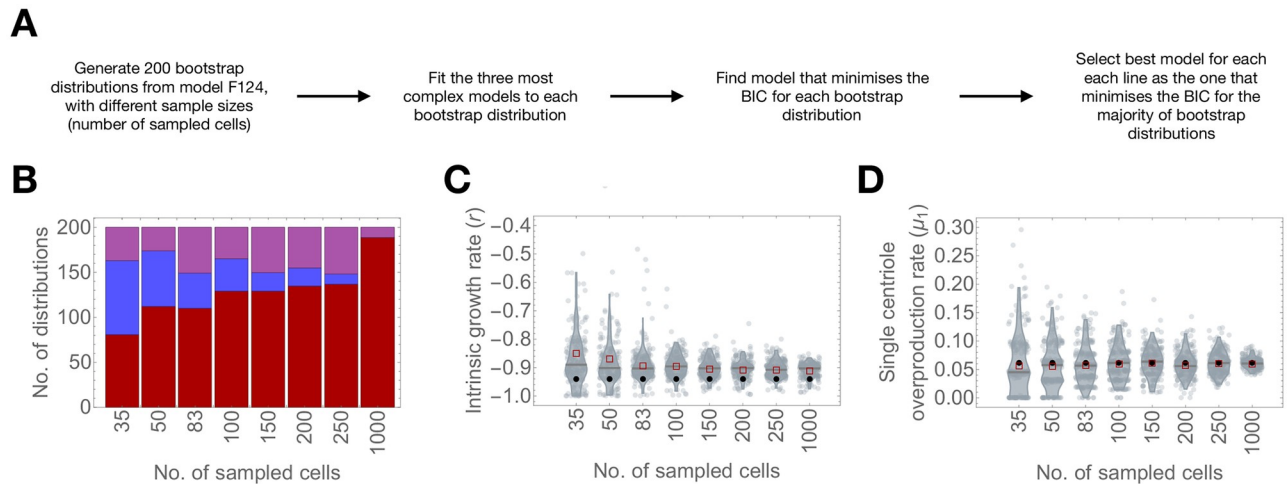 A
Generate 200 bootstrap
distributions from model F124,
with different sample sizes
(number of sampled cells)
Fit the three most
complex models to each
bootstrap distribution
Find model that minimises the
BIC for each bootstrap
distribution
Select best model for each
each line as the one that
minimises the BIC for the
majority of bootstrap
distributions
B
No. of distributions
200
150
100
50
0
35
50
83
100
150
200
250
1000
No. of sampled cells
C
Intrinsic growth rate (r)
−0.4
−0.5
−0.6
−0.7
−0.8
−0.9
−1.0
35
50
83
100
150
200
250
1000
No. of sampled cells
D
Single centriole
overproduction rate (μ1)
0.30
0.25
0.20
0.15
0.10
0.05
0.00
35
50
83
100
150
200
250
1000
No. of sampled cells